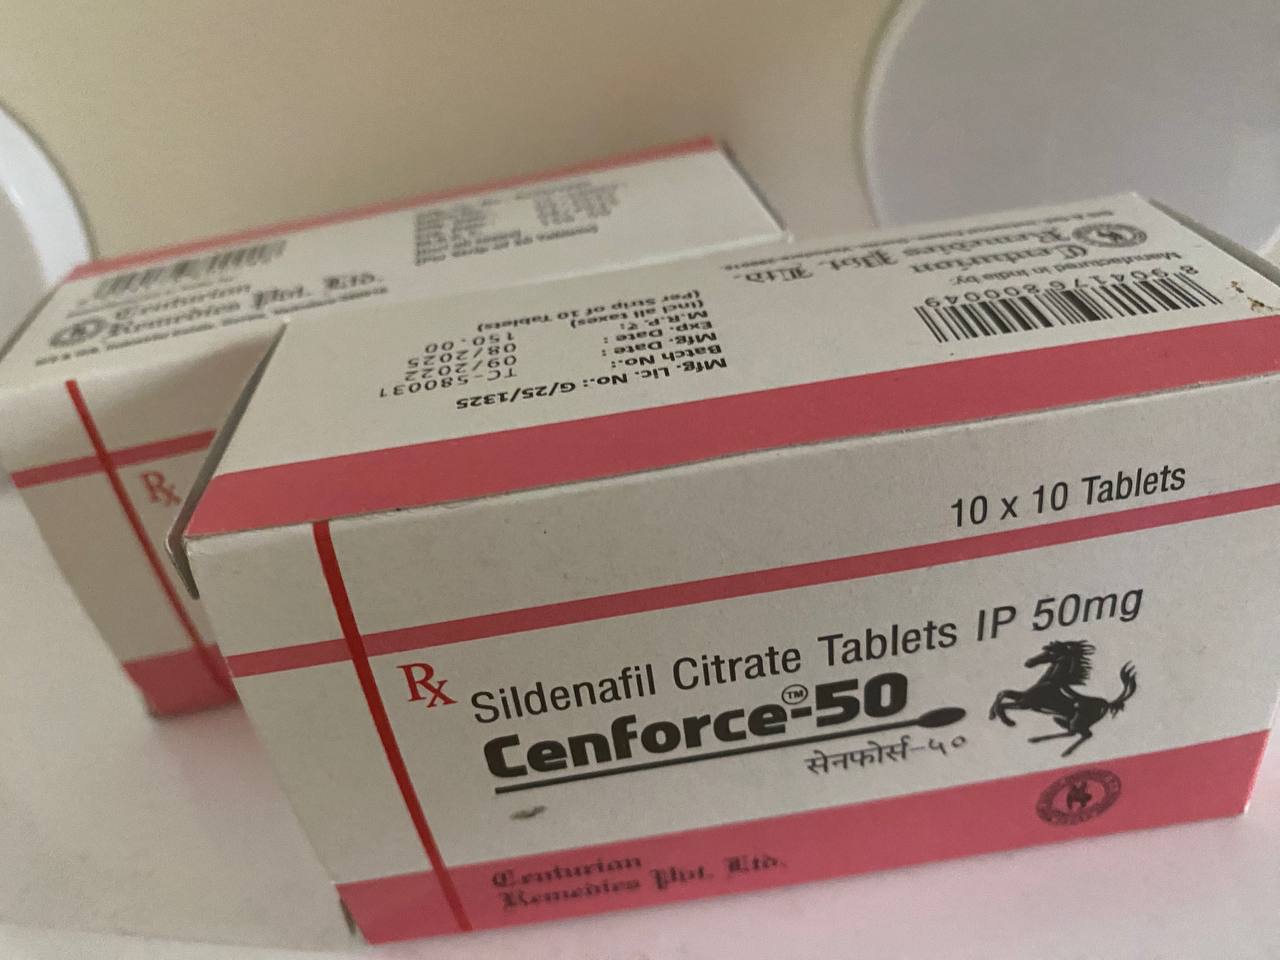 10 x 10 Tablets
Rx Sildenafil Citrate Tablets IP 50mg
Cenforce™-50
सेनफोर्स-५०
Centurion
Remedies Pvt. Ltd.
Mfg. Lic. No.: G/25/1325
Batch No.: TC-580031
Mfg. Date : 09/2022
Exp. Date : 08/2025
M.R.P. ₹: 150.00
(Incl all taxes)
(Per Strip of 10 Tablets)
8 904176 800049
Manufactured in India by:
Centurion
Remedies Pvt. Ltd.
Rx
Centurion
Remedies Pvt. Ltd.